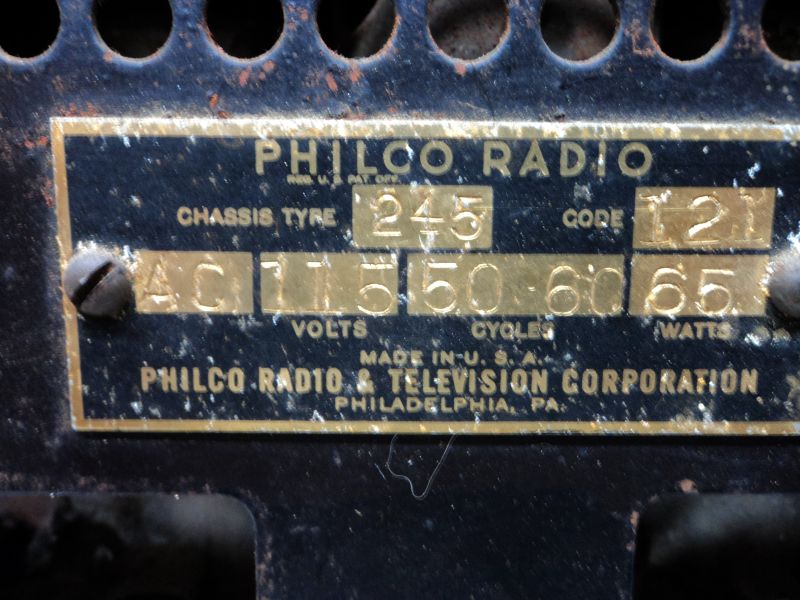 PHILCO RADIO
REG. U. S. PAT. OFF.
CHASSIS TYPE 245 CODE 121
AC 115 50 60 65
VOLTS CYCLES WATTS
MADE IN U. S. A.
PHILCO RADIO & TELEVISION CORPORATION
PHILADELPHIA, PA.